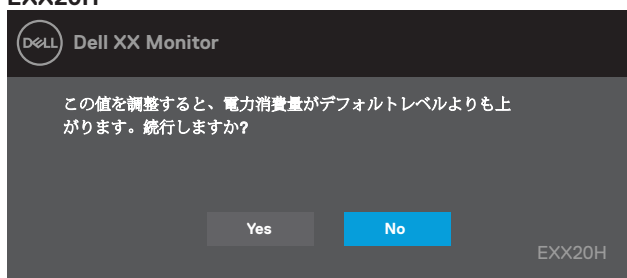 EXX20H
DELL Dell XX Monitor
この値を調整すると、電力消費量がデフォルトレベルよりも上
がります。続行しますか?
Yes No
EXX20H